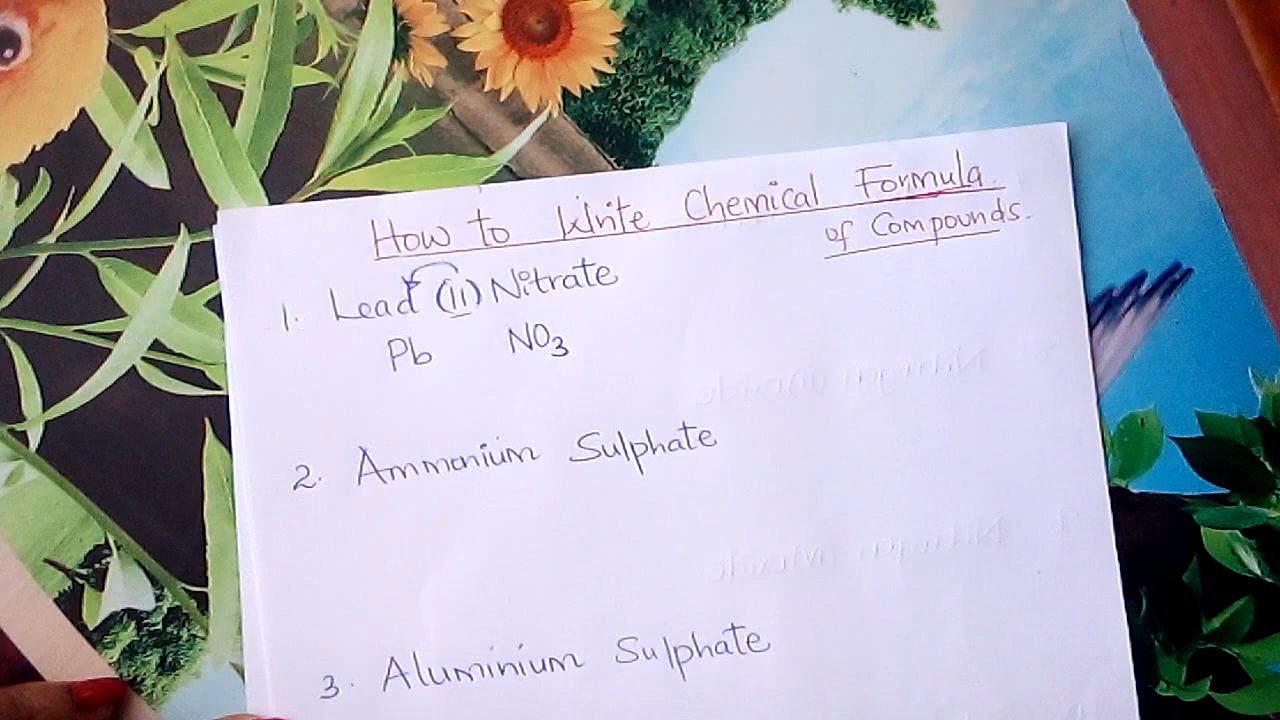 How to Write Chemical Formula
of Compounds.
1. Lead (II) Nitrate
Pb NO₃
2. Ammonium Sulphate
3. Aluminium Sulphate